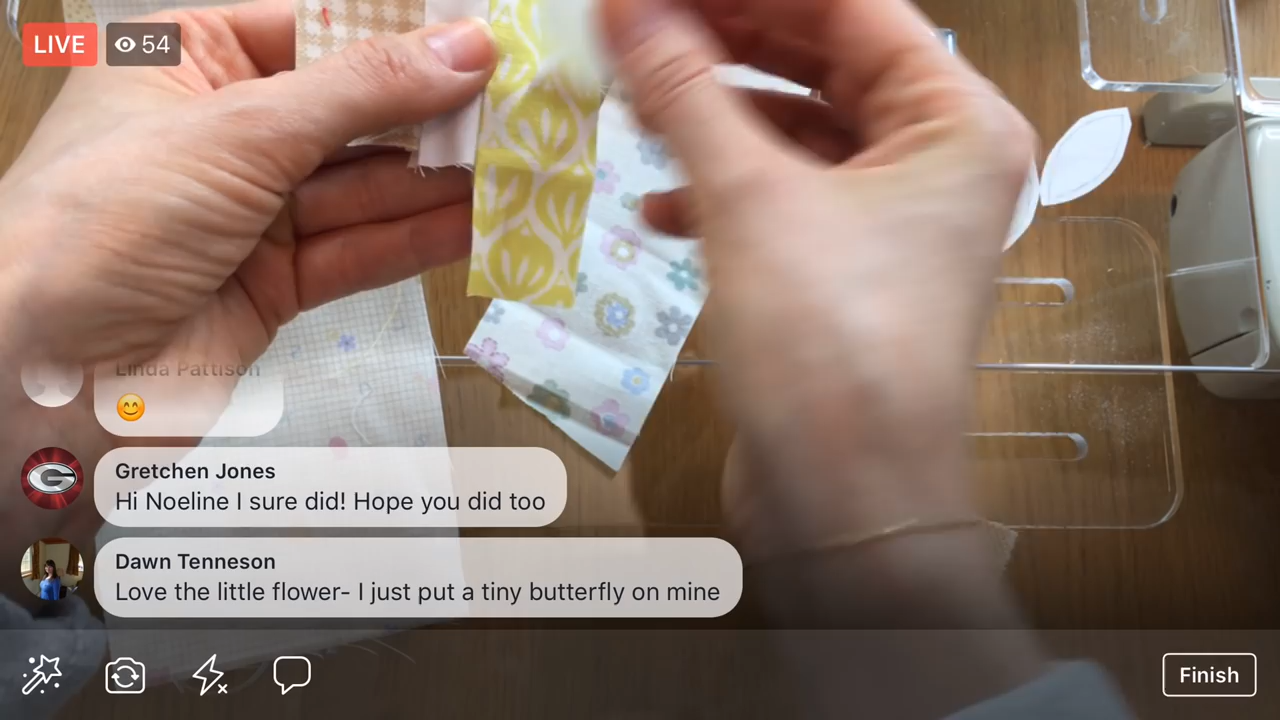 LIVE
54
Linda Pattison
😊
Gretchen Jones
Hi Noeline I sure did! Hope you did too
Dawn Tenneson
Love the little flower- I just put a tiny butterfly on mine
Finish